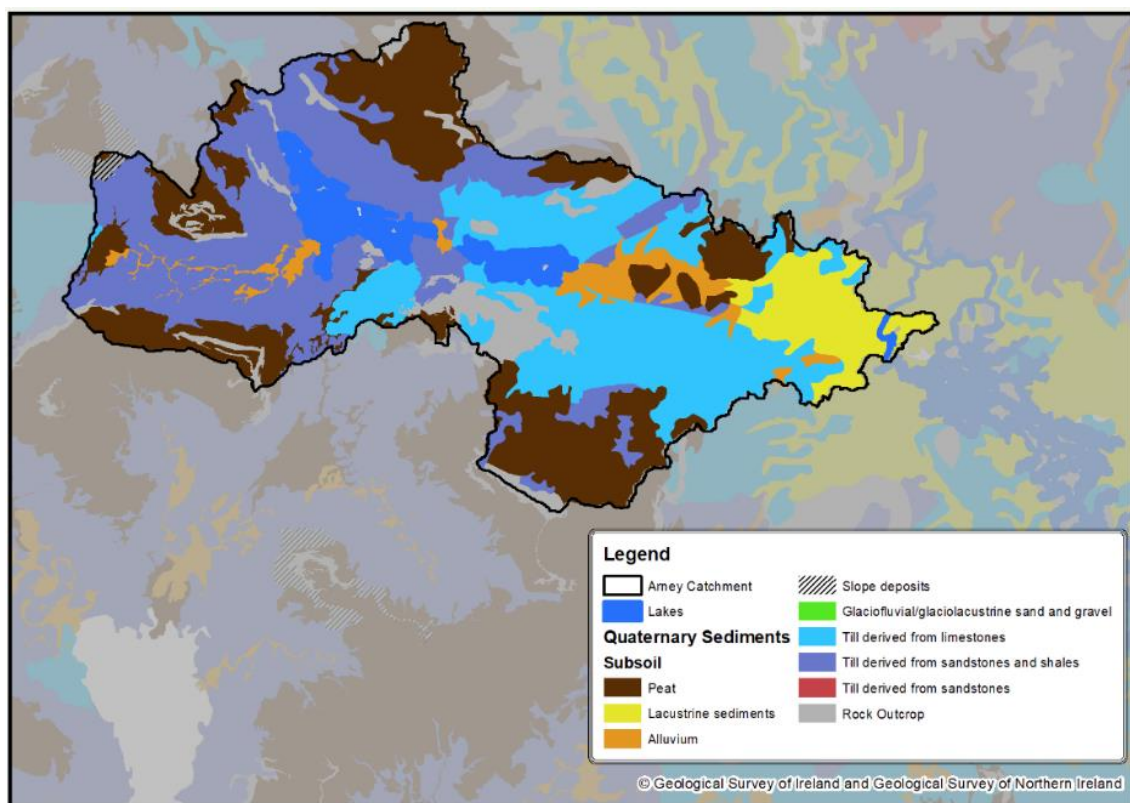 Legend
Arney Catchment
Lakes
Quaternary Sediments
Subsoil
Peat
Lacustrine sediments
Alluvium
Slope deposits
Glaciofluvial/glaciolacustrine sand and gravel
Till derived from limestones
Till derived from sandstones and shales
Till derived from sandstones
Rock Outcrop
© Geological Survey of Ireland and Geological Survey of Northern Ireland